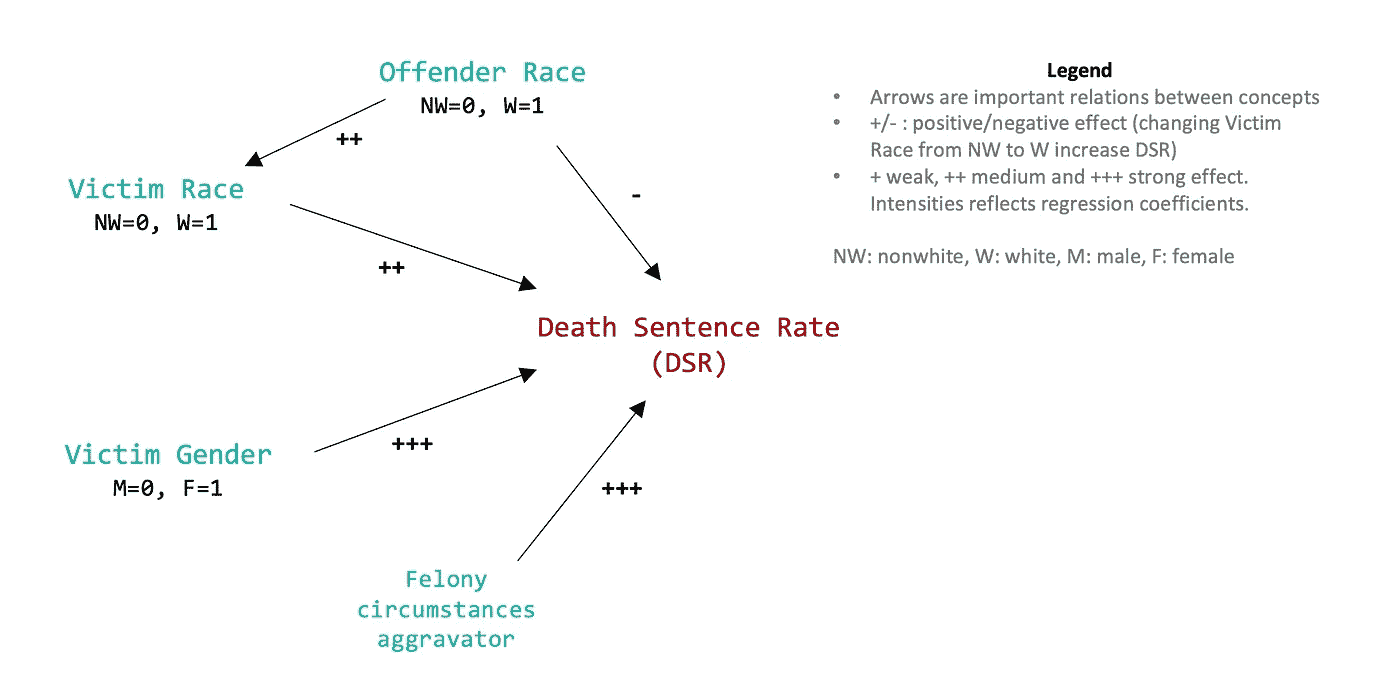 Offender Race
NW=0, W=1
++
-
Victim Race
NW=0, W=1
++
Death Sentence Rate
(DSR)
Victim Gender
M=0, F=1
+++
+++
Felony
circumstances
aggravator
Legend
• Arrows are important relations between concepts
• +/- : positive/negative effect (changing Victim
Race from NW to W increase DSR)
• + weak, ++ medium and +++ strong effect.
Intensities reflects regression coefficients.
NW: nonwhite, W: white, M: male, F: female